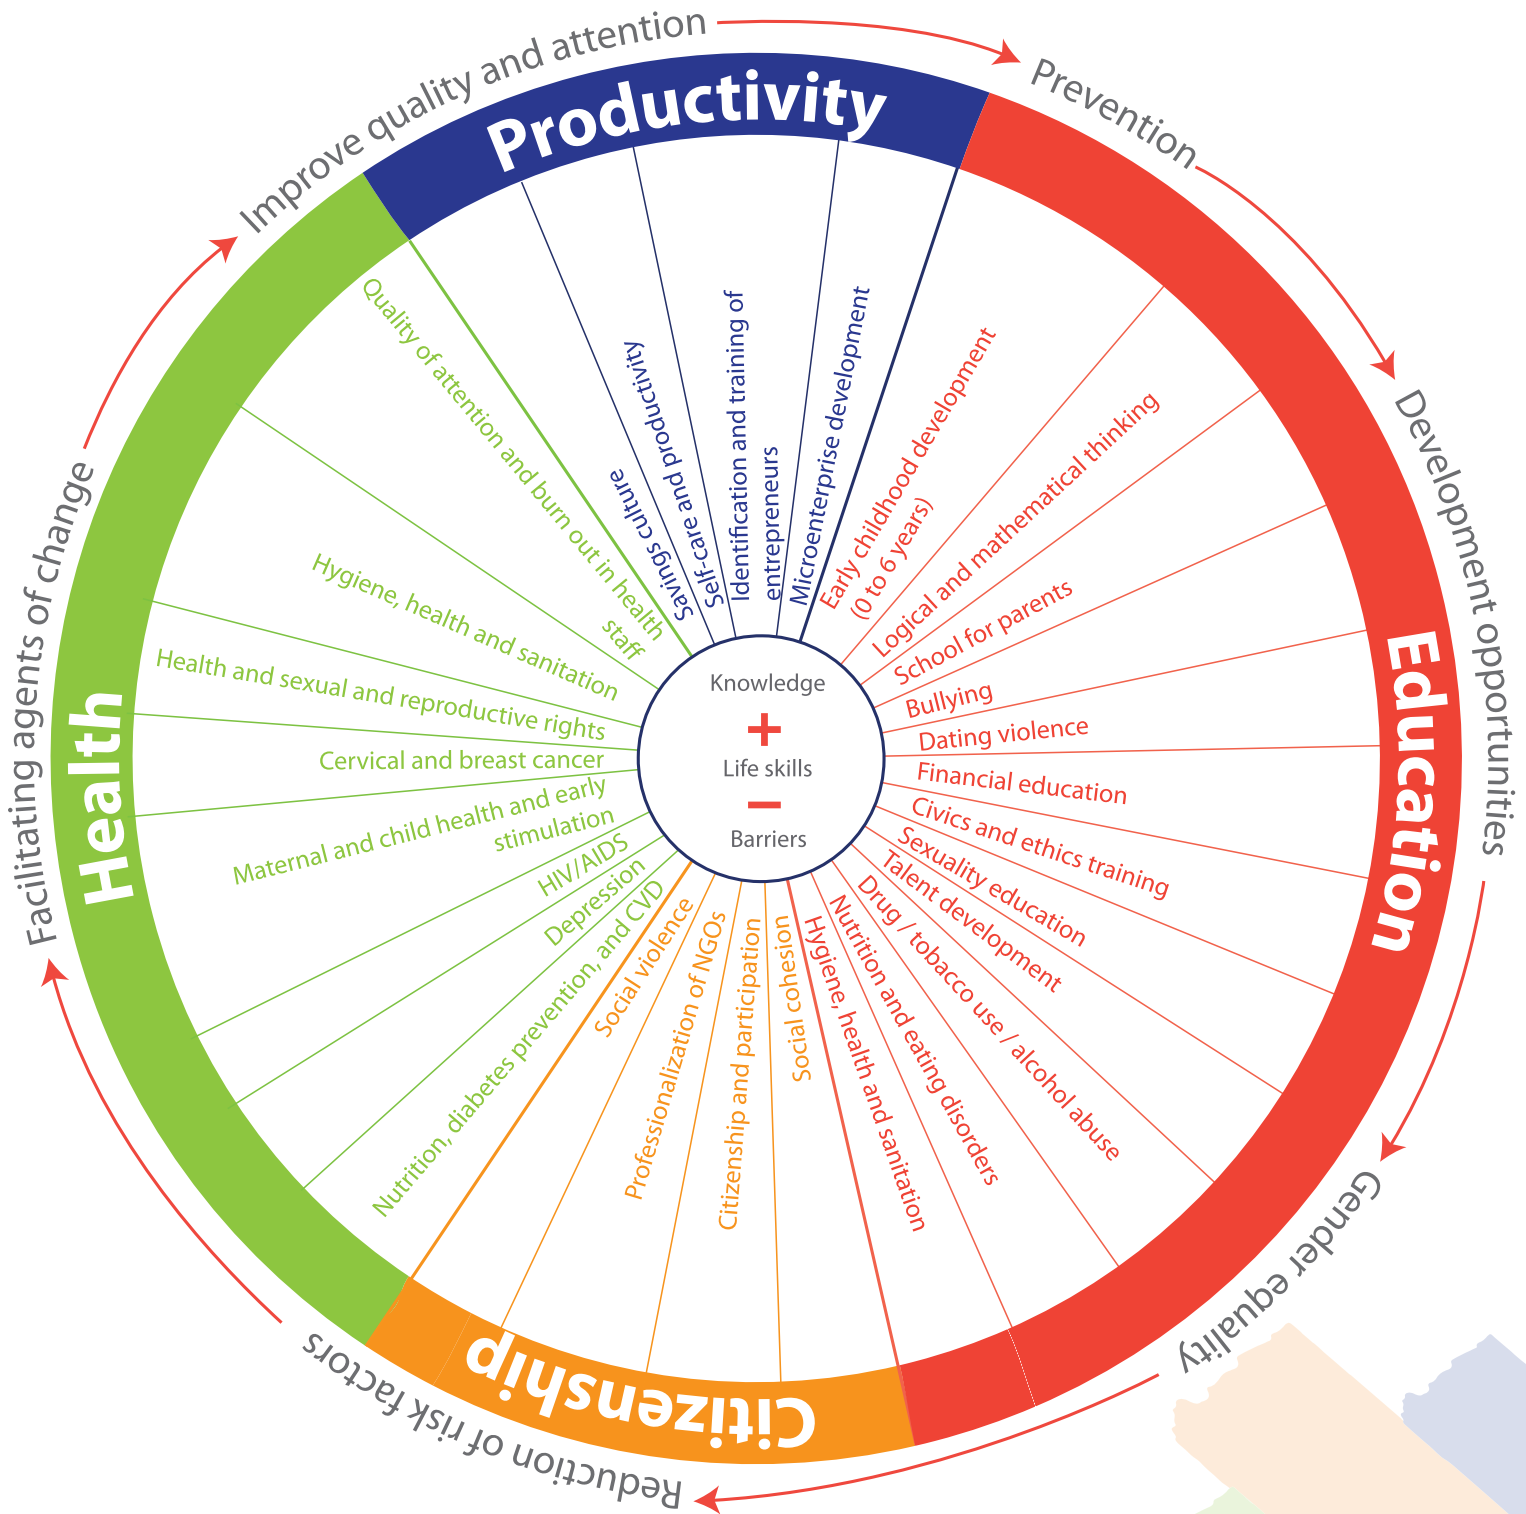 Improve quality and attention
Prevention
Development opportunities
Gender equality
Reduction of risk factors
Facilitating agents of change
Productivity
Education
Citizenship
Health
Savings culture
Self-care and productivity
Identification and training of
entrepreneurs
Microenterprise development
Early childhood development
(0 to 6 years)
Logical and mathematical thinking
School for parents
Bullying
Dating violence
Financial education
Civics and ethics training
Sexuality education
Talent development
Drug / tobacco use / alcohol abuse
Nutrition and eating disorders
Hygiene, health and sanitation
Social cohesion
Citizenship and participation
Professionalization of NGOs
Social violence
Nutrition, diabetes prevention, and CVD
Depression
HIV/AIDS
Maternal and child health and early
stimulation
Cervical and breast cancer
Health and sexual and reproductive rights
Hygiene, health and sanitation
Quality of attention and burn out in health
staff
Knowledge
+
Life skills
−
Barriers